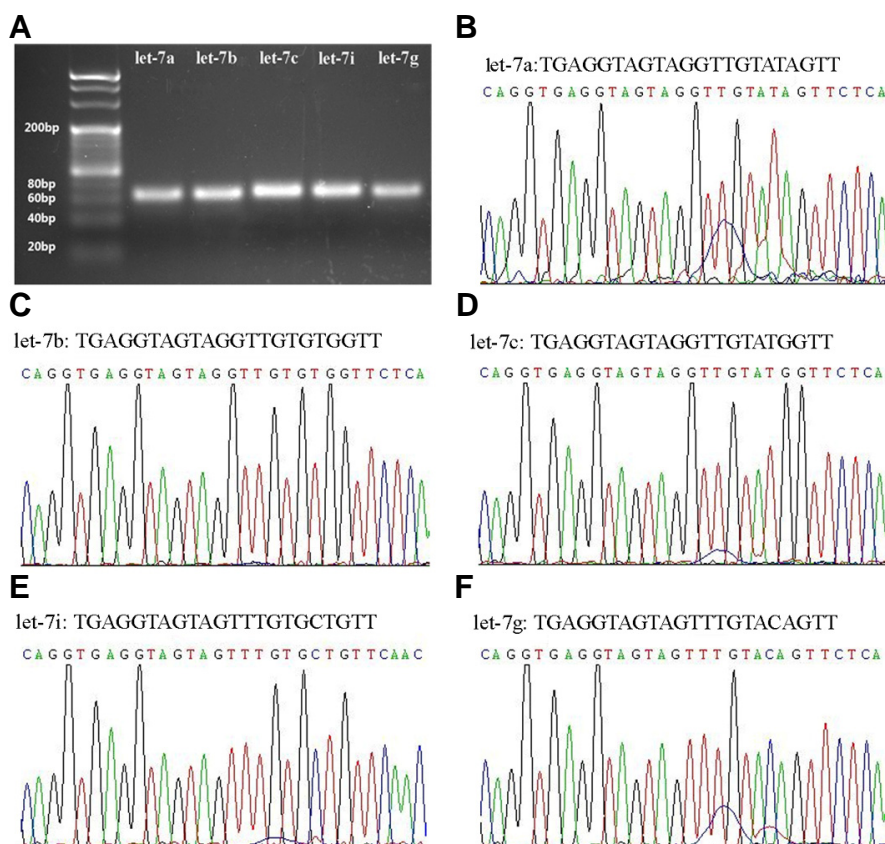 A
let-7a let-7b let-7c let-7i let-7g
200bp
80bp
60bp
40bp
20bp
B
let-7a:TGAGGTAGTAGGTTGTATAGTT
CAGGTGAGGTAGTAGGTTGTATAGTTCTCA
C
let-7b: TGAGGTAGTAGGTTGTGTGGTT
CAGGTGAGGTAGTAGGTTGTGTGGTTCTCA
D
let-7c: TGAGGTAGTAGGTTGTATGGTT
CAGGTGAGGTAGTAGGTTGTATGGTTCTCA
E
let-7i: TGAGGTAGTAGTTTGTGCTGTT
CAGGTGAGGTAGTAGTTTGTGCTGTTCAAC
F
let-7g: TGAGGTAGTAGTTTGTACAGTT
CAGGTGAGGTAGTAGTTTGTACAGTTCTCA